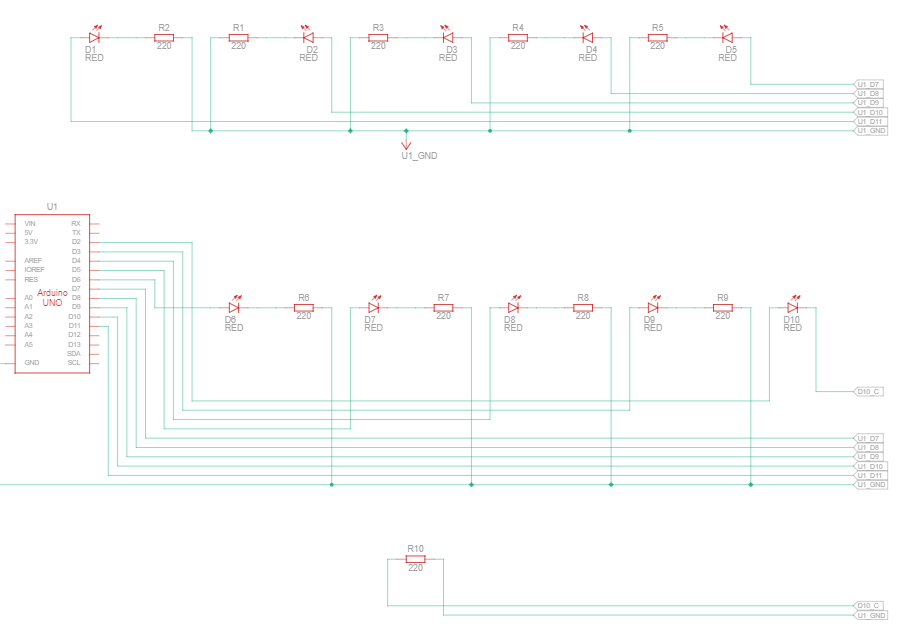 R2 R1 R3 R4 R5
D1 220 220 D2 220 D3 220 D4 220 D5
RED RED RED RED RED
U1_D7
U1_D8
U1_D9
U1_D10
U1_D11
U1_GND
U1_GND
U1
VIN RX
5V TX
3.3V D2
D3
AREF D4
IOREF D5
RES D6
D7
Arduino
UNO
A0 D8
A1 D9
A2 D10
A3 D11
A4 D12
A5 D13
SDA
GND SCL
R6 R7 R8 R9
D6 220 D7 220 D8 220 D9 220 D10
RED RED RED RED RED
D10_C
U1_D7
U1_D8
U1_D9
U1_D10
U1_D11
U1_GND
R10
220
D10_C
U1_GND